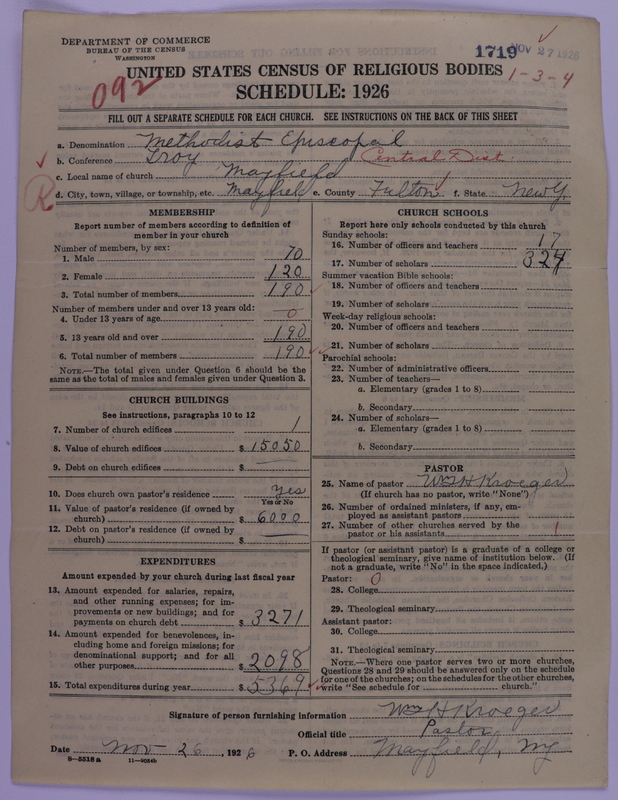 DEPARTMENT OF COMMERCE
BUREAU OF THE CENSUS
WASHINGTON
1719 NOV 27 1926
UNITED STATES CENSUS OF RELIGIOUS BODIES
1-3-4
092
SCHEDULE: 1926
FILL OUT A SEPARATE SCHEDULE FOR EACH CHURCH. SEE INSTRUCTIONS ON THE BACK OF THIS SHEET
a. Denomination Methodist Episcopal
b. Conference Troy Central Dist.
c. Local name of church Mayfield
R
d. City, town, village, or township, etc. Mayfield e. County Fulton f. State New Y.
MEMBERSHIP
Report number of members according to definition of
member in your church
Number of members, by sex:
1. Male 70
2. Female 120
3. Total number of members 190
Number of members under and over 13 years old:
4. Under 13 years of age 0
5. 13 years old and over 190
6. Total number of members 190
NOTE.—The total given under Question 6 should be
same as the total of males and females given under Question 3.
CHURCH BUILDINGS
See instructions, paragraphs 10 to 12
7. Number of church edifices 1
8. Value of church edifices $ 15050
9. Debt on church edifices $
10. Does church own pastor's residence Yes
Yes or No
11. Value of pastor's residence (if owned by
church) $ 6000
12. Debt on pastor's residence (if owned by
church) $
EXPENDITURES
Amount expended by your church during last fiscal year
13. Amount expended for salaries, repairs,
and other running expenses; for im-
provements or new buildings; and for
payments on church debt $ 3271
14. Amount expended for benevolences, in-
cluding home and foreign missions; for
denominational support; and for all
other purposes $ 2098
15. Total expenditures during year $ 5369
CHURCH SCHOOLS
Report here only schools conducted by this church
Sunday schools:
16. Number of officers and teachers 17
17. Number of scholars 324
Summer vacation Bible schools:
18. Number of officers and teachers
19. Number of scholars
Week-day religious schools:
20. Number of officers and teachers
21. Number of scholars
Parochial schools:
22. Number of administrative officers
23. Number of teachers—
a. Elementary (grades 1 to 8)
b. Secondary
24. Number of scholars—
a. Elementary (grades 1 to 8)
b. Secondary
PASTOR
25. Name of pastor Wm H Kroeger
(If church has no pastor, write "None")
26. Number of ordained ministers, if any, em-
ployed as assistant pastors
27. Number of other churches served by the
pastor or his assistants 1
If pastor (or assistant pastor) is a graduate of a college or
theological seminary, give name of institution below. (If
not a graduate, write "No" in the space indicated.)
Pastor: 0
28. College
29. Theological seminary
Assistant pastor:
30. College
31. Theological seminary
NOTE.—Where one pastor serves two or more churches,
Questions 28 and 29 should be answered only on the schedule
for one of the churches; on the schedules for the other churches,
write "See schedule for church."
Signature of person furnishing information Wm H Kroeger
Official title Pastor
Date Nov 26, 1926 P. O. Address Mayfield, NY
8—5518 a 11—9054b